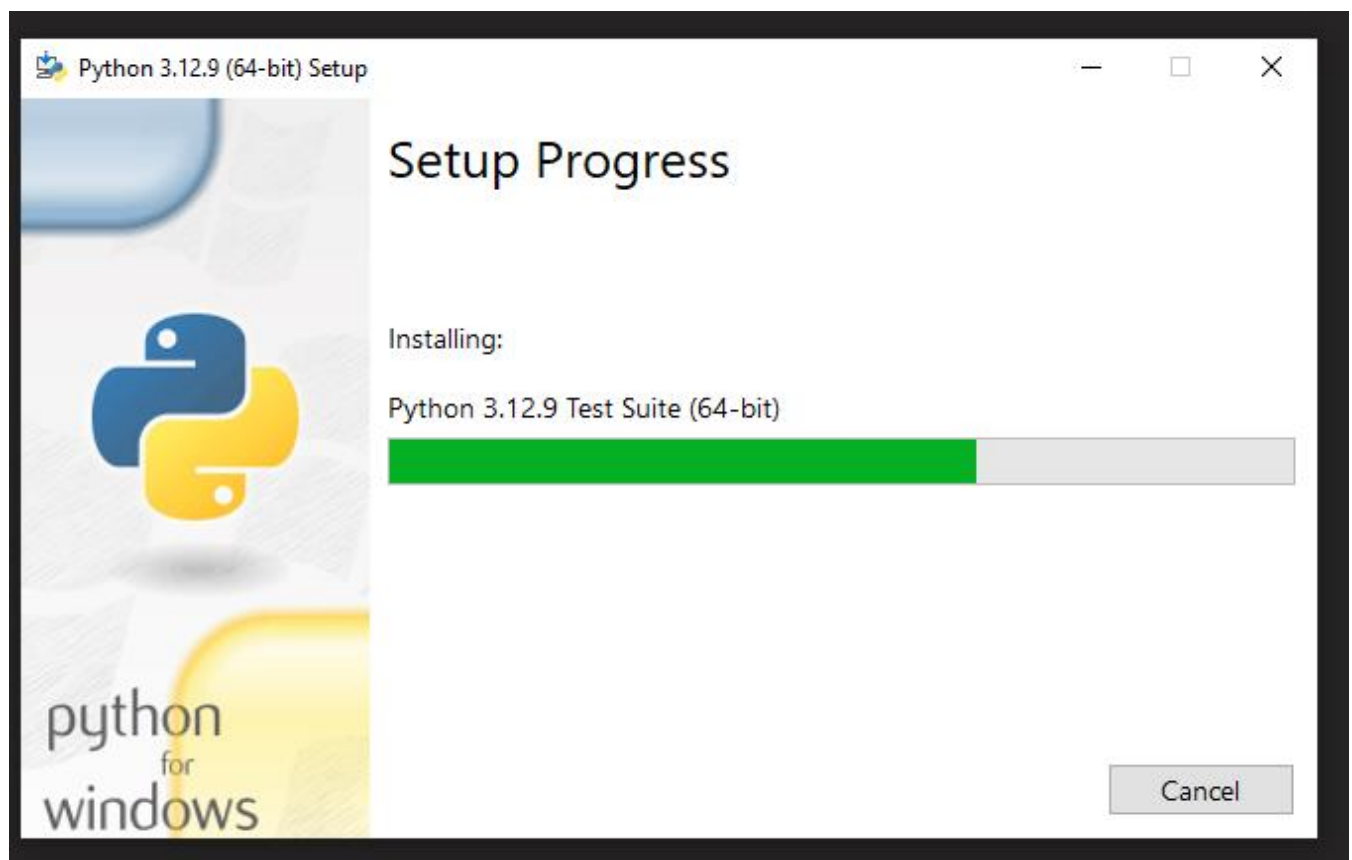 Python 3.12.9 (64-bit) Setup
Setup Progress
Installing:
Python 3.12.9 Test Suite (64-bit)
python
for
windows
Cancel